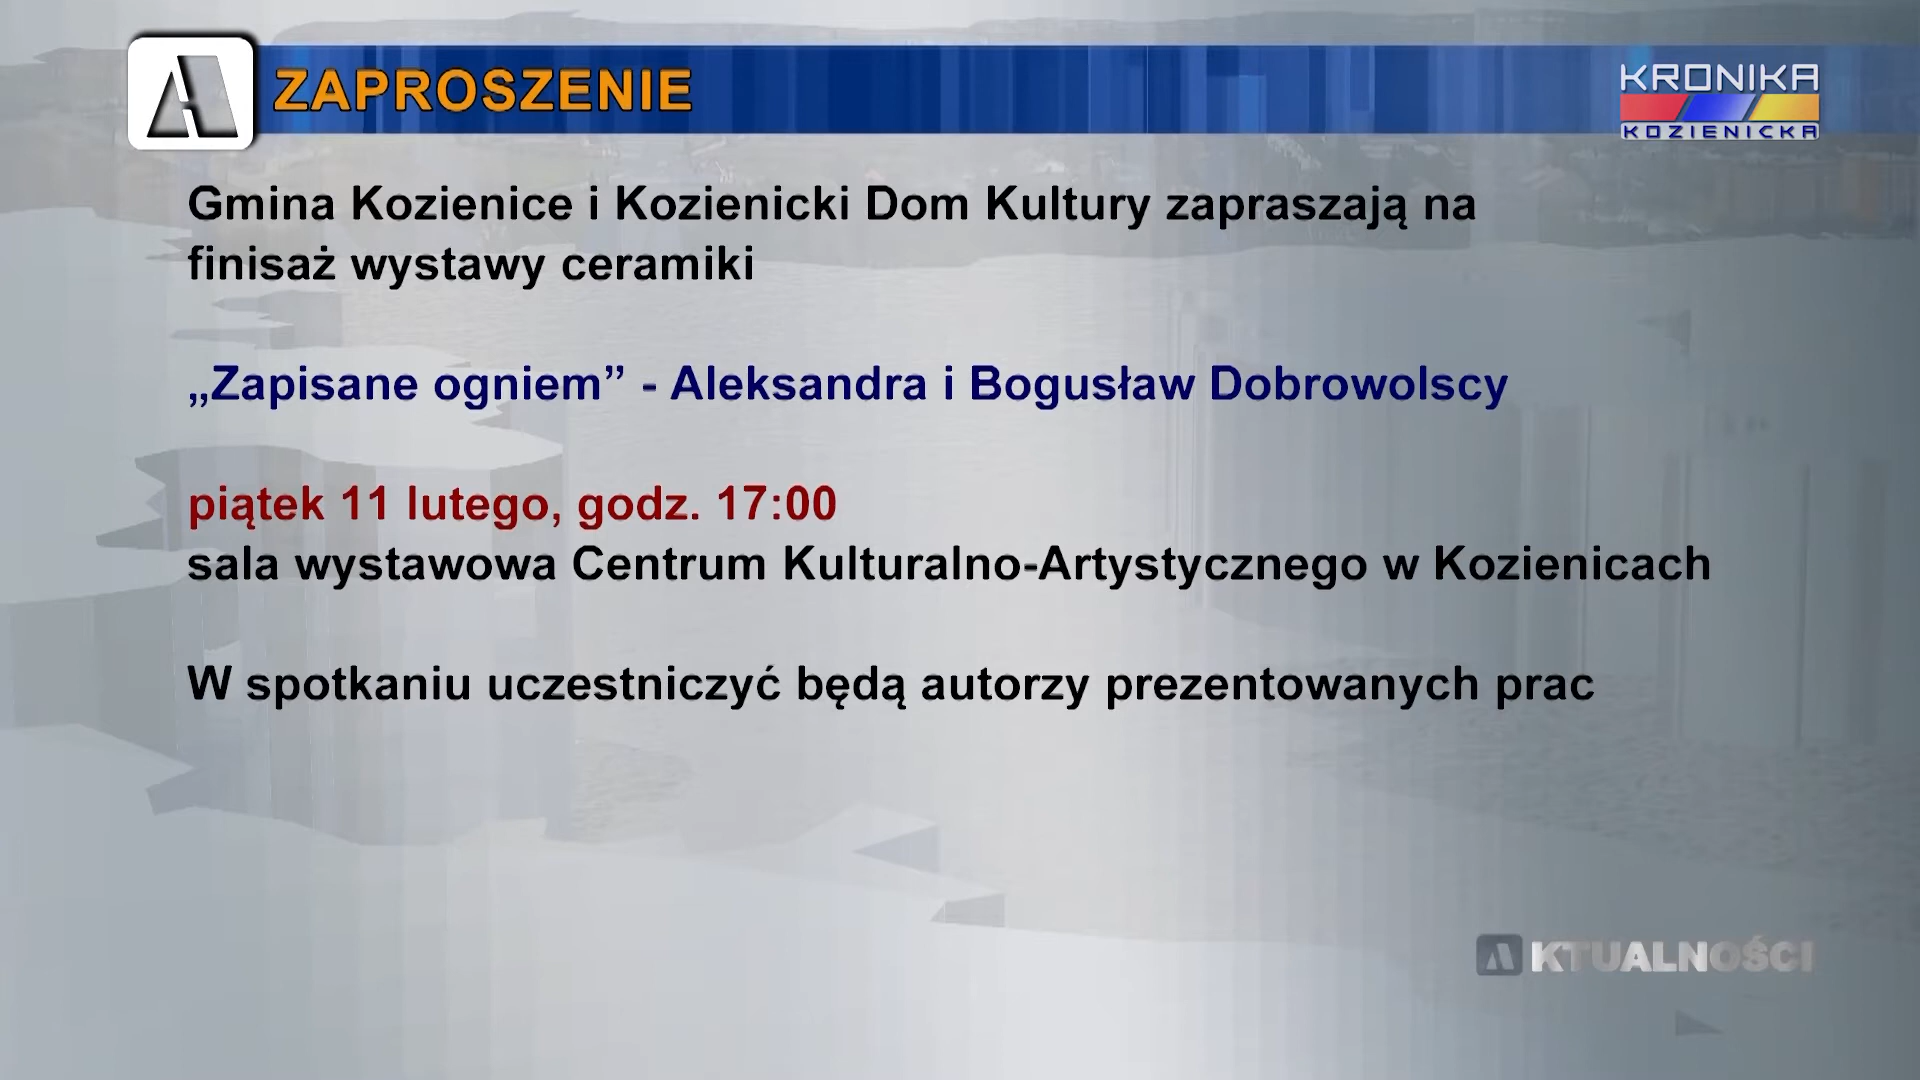 ZAPROSZENIE
KRONIKA
KOZIENICKA
Gmina Kozienice i Kozienicki Dom Kultury zapraszają na
finisaż wystawy ceramiki
„Zapisane ogniem” - Aleksandra i Bogusław Dobrowolscy
piątek 11 lutego, godz. 17:00
sala wystawowa Centrum Kulturalno-Artystycznego w Kozienicach
W spotkaniu uczestniczyć będą autorzy prezentowanych prac
AKTUALNOŚCI